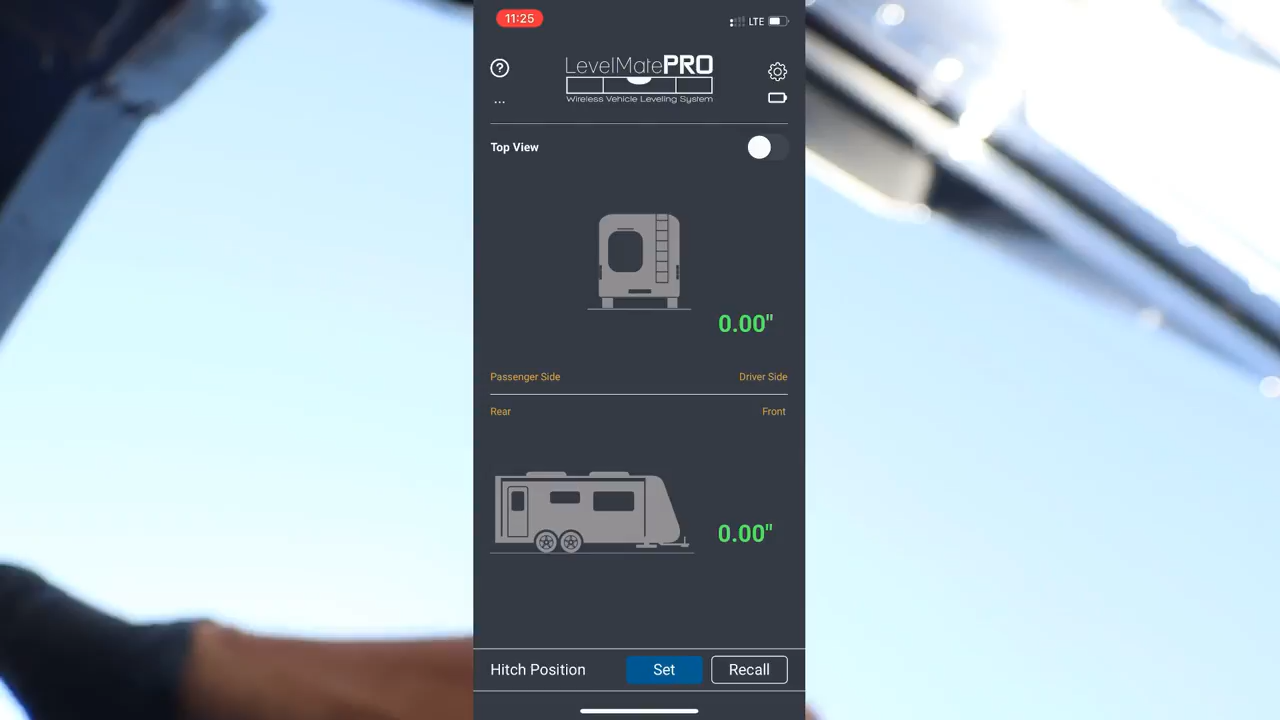 11:25
LTE
LevelMatePRO
Wireless Vehicle Leveling System
...
Top View
0.00"
Passenger Side Driver Side
Rear Front
0.00"
Hitch Position Set Recall